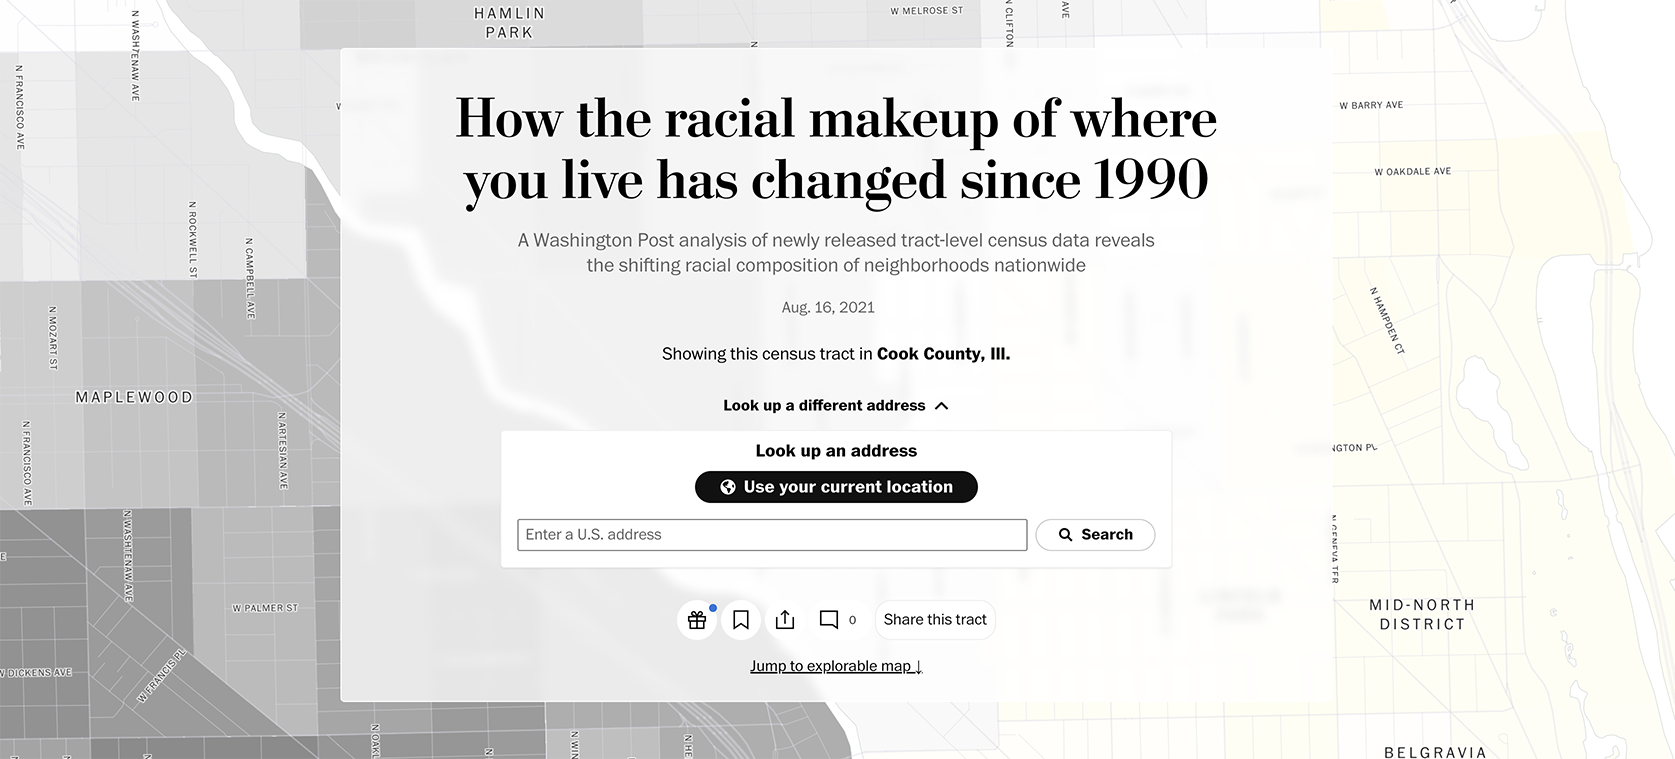 HAMLIN
PARK
W MELROSE ST
N CLIFTON
AVE
N WASHTENAW AVE
N FRANCISCO AVE
How the racial makeup of where
you live has changed since 1990
W BARRY AVE
W OAKDALE AVE
N ROCKWELL ST
N CAMPBELL AVE
A Washington Post analysis of newly released tract-level census data reveals
the shifting racial composition of neighborhoods nationwide
Aug. 16, 2021
N HAMPDEN CT
N MOZART ST
Showing this census tract in Cook County, Ill.
MAPLEWOOD
Look up a different address
N FRANCISCO AVE
N ARTESIAN AVE
Look up an address
NGTON PL
Use your current location
Enter a U.S. address
Search
N WASHTENAW AVE
N GENEVA TER
W PALMER ST
MID-NORTH
DISTRICT
0
Share this tract
W DICKENS AVE
W FRANCIS PL
Jump to explorable map ↓
N OAKL
N
N WIN
N HE
BELGRAVIA